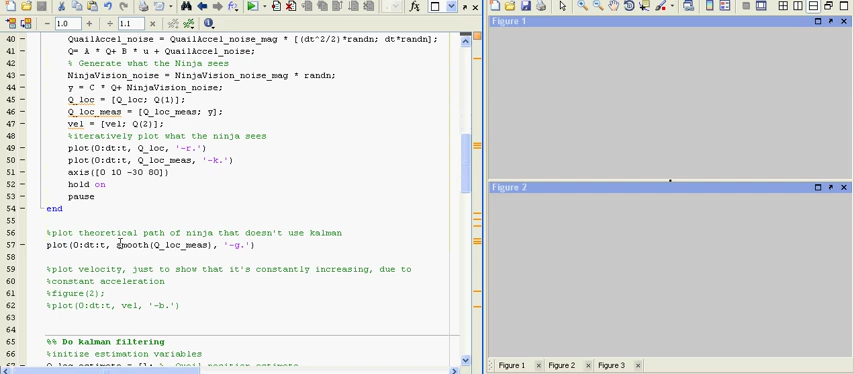 1.0
1.1
fx
40 QuailAccel_noise = QuailAccel_noise_mag * [(dt^2/2)*randn; dt*randn];
41 Q= A * Q+ B * u + QuailAccel_noise;
42 % Generate what the Ninja sees
43 NinjaVision_noise = NinjaVision_noise_mag * randn;
44 y = C * Q+ NinjaVision_noise;
45 Q_loc = [Q_loc; Q(1)];
46 Q_loc_meas = [Q_loc_meas; y];
47 vel = [vel; Q(2)];
48 %iteratively plot what the ninja sees
49 plot(0:dt:t, Q_loc, '-r.')
50 plot(0:dt:t, Q_loc_meas, '-k.')
51 axis([0 10 -30 80])
52 hold on
53 pause
54 end
55
56 %plot theoretical path of ninja that doesn't use kalman
57 plot(0:dt:t, smooth(Q_loc_meas), '-g.')
58
59 %plot velocity, just to show that it's constantly increasing, due to
60 %constant acceleration
61 %figure(2);
62 %plot(0:dt:t, vel, '-b.')
63
64
65 %% Do kalman filtering
66 %initize estimation variables
Figure 1
Figure 2
Figure 1 Figure 2 Figure 3